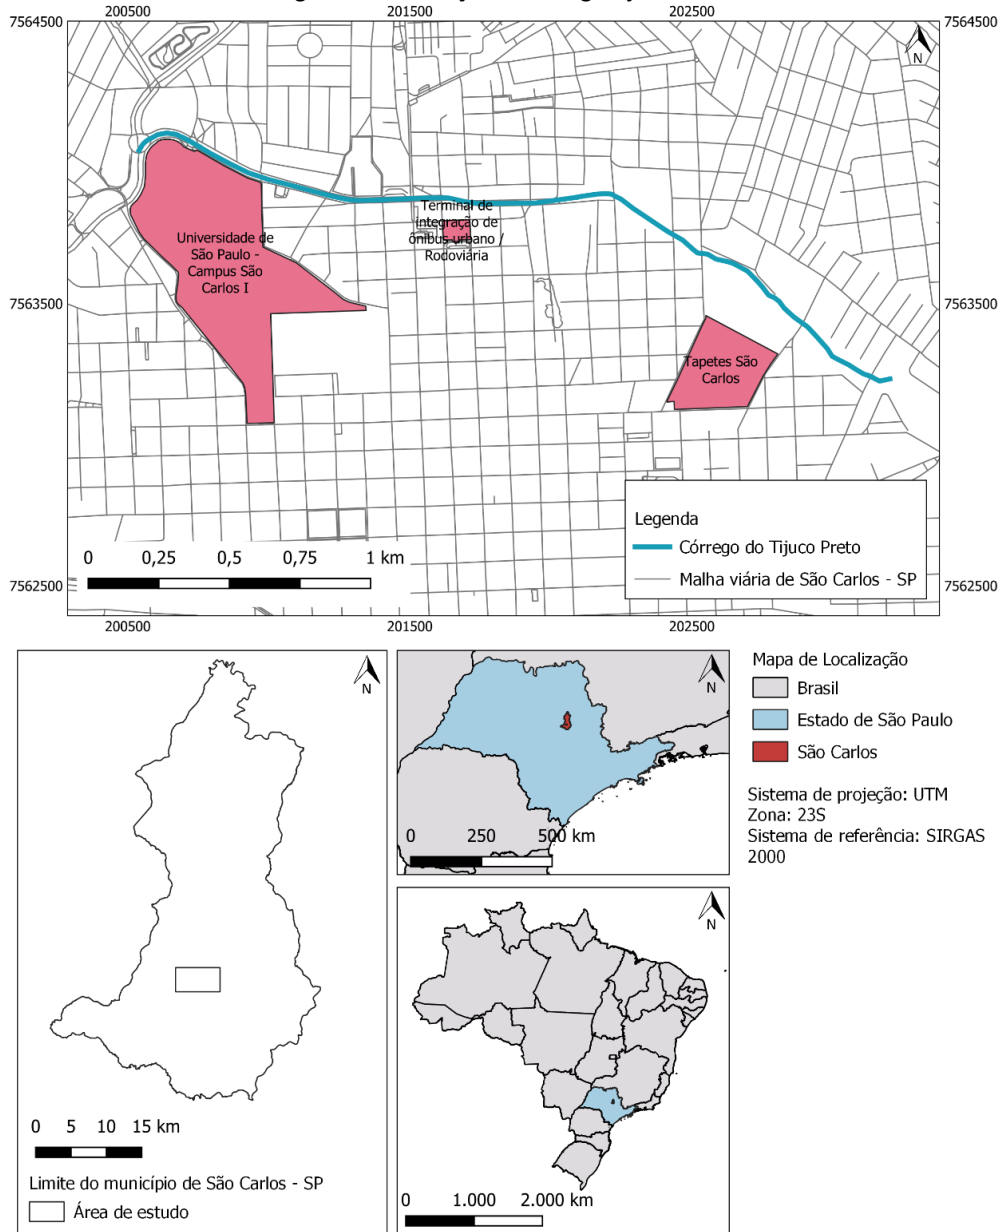 200500
201500
202500
7564500
7564500
N
Terminal de
integração de
ônibus urbano /
Rodoviária
Universidade de
São Paulo -
Campus São
Carlos I
7563500
7563500
Tapetes São
Carlos
Legenda
Córrego do Tijuco Preto
Malha viária de São Carlos - SP
0 0,25 0,5 0,75 1 km
7562500
7562500
200500
201500
202500
N
0 5 10 15 km
Limite do município de São Carlos - SP
Área de estudo
N
0 250 500 km
Mapa de Localização
Brasil
Estado de São Paulo
São Carlos
Sistema de projeção: UTM
Zona: 23S
Sistema de referência: SIRGAS
2000
N
0 1.000 2.000 km